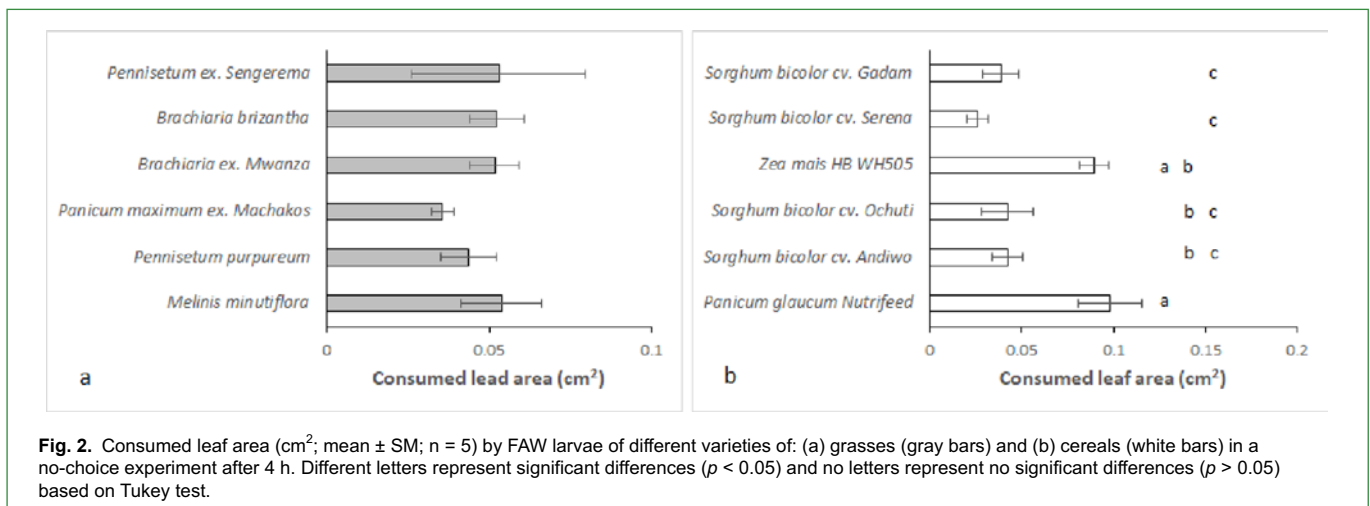 Pennisetum ex. Sengerema
Brachiaria brizantha
Brachiaria ex. Mwanza
Panicum maximum ex. Machakos
Pennisetum purpureum
Melinis minutiflora
0 0.05 0.1
a Consumed lead area (cm²)
Sorghum bicolor cv. Gadam c
Sorghum bicolor cv. Serena c
Zea mais HB WH505 a b
Sorghum bicolor cv. Ochuti b c
Sorghum bicolor cv. Andiwo b c
Panicum glaucum Nutrifeed a
0 0.05 0.1 0.15 0.2
b Consumed leaf area (cm²)
Fig. 2. Consumed leaf area (cm²; mean ± SM; n = 5) by FAW larvae of different varieties of: (a) grasses (gray bars) and (b) cereals (white bars) in a
no-choice experiment after 4 h. Different letters represent significant differences (p < 0.05) and no letters represent no significant differences (p > 0.05)
based on Tukey test.